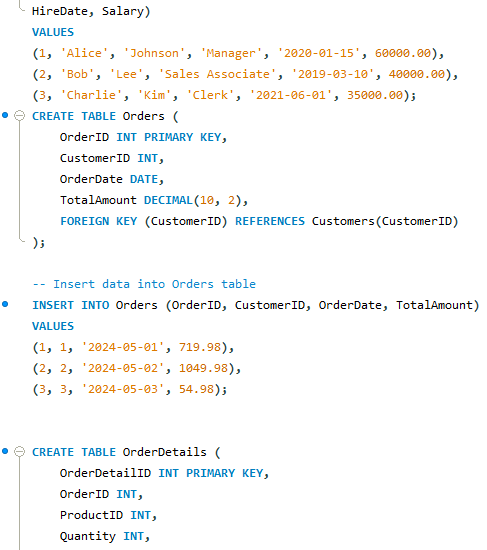 HireDate, Salary)
VALUES
(1, 'Alice', 'Johnson', 'Manager', '2020-01-15', 60000.00),
(2, 'Bob', 'Lee', 'Sales Associate', '2019-03-10', 40000.00),
(3, 'Charlie', 'Kim', 'Clerk', '2021-06-01', 35000.00);
CREATE TABLE Orders (
OrderID INT PRIMARY KEY,
CustomerID INT,
OrderDate DATE,
TotalAmount DECIMAL(10, 2),
FOREIGN KEY (CustomerID) REFERENCES Customers(CustomerID)
);
-- Insert data into Orders table
INSERT INTO Orders (OrderID, CustomerID, OrderDate, TotalAmount)
VALUES
(1, 1, '2024-05-01', 719.98),
(2, 2, '2024-05-02', 1049.98),
(3, 3, '2024-05-03', 54.98);
CREATE TABLE OrderDetails (
OrderDetailID INT PRIMARY KEY,
OrderID INT,
ProductID INT,
Quantity INT,